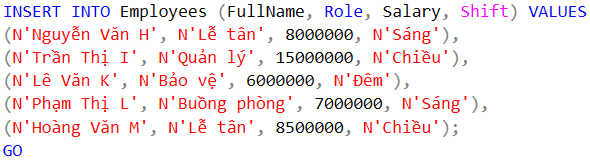 INSERT INTO Employees (FullName, Role, Salary, Shift) VALUES
(N'Nguyễn Văn H', N'Lễ tân', 8000000, N'Sáng'),
(N'Trần Thị I', N'Quản lý', 15000000, N'Chiều'),
(N'Lê Văn K', N'Bảo vệ', 6000000, N'Đêm'),
(N'Phạm Thị L', N'Buồng phòng', 7000000, N'Sáng'),
(N'Hoàng Văn M', N'Lễ tân', 8500000, N'Chiều');
GO